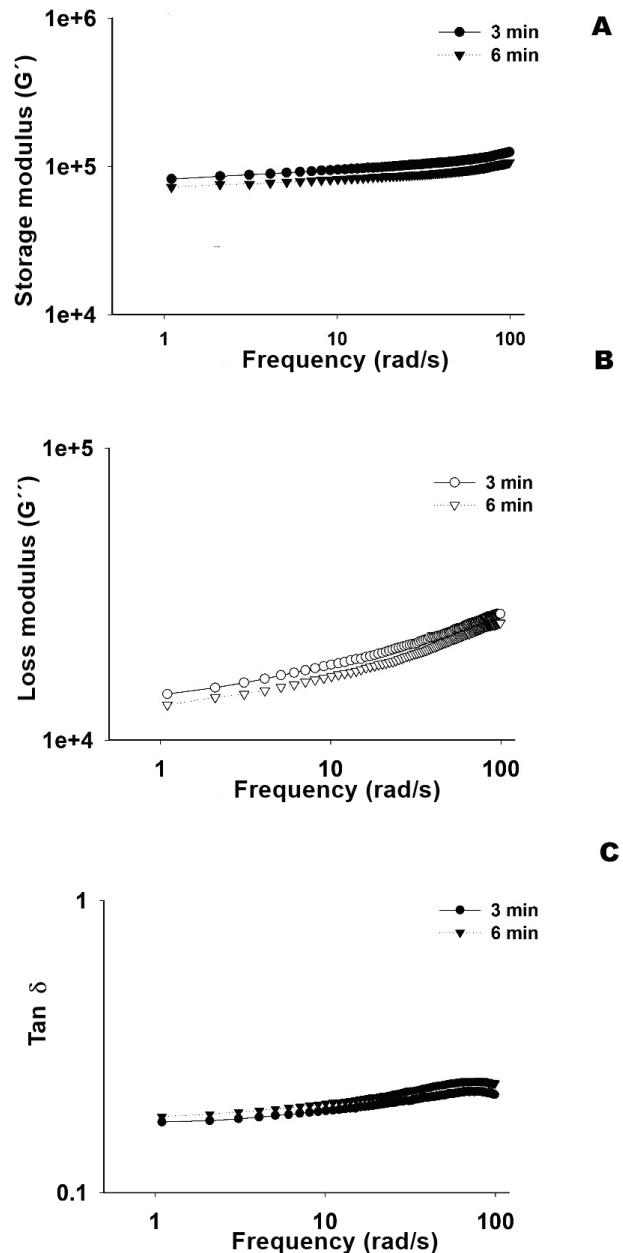 A
1e+6
3 min
6 min
Storage modulus (G´)
1e+5
1e+4
1 10 100
Frequency (rad/s)
B
1e+5
3 min
6 min
Loss modulus (G´´)
1e+4
1 10 100
Frequency (rad/s)
C
1
3 min
6 min
Tan δ
0.1
1 10 100
Frequency (rad/s)